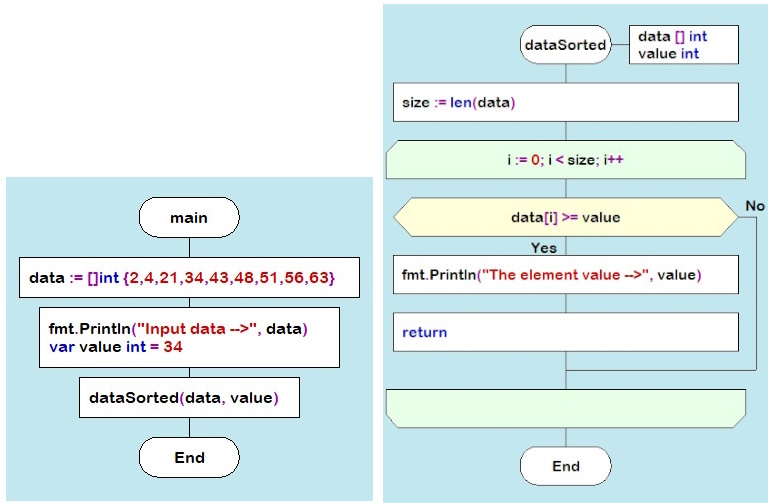 main
data := []int {2,4,21,34,43,48,51,56,63}
fmt.Println("Input data -->", data)
var value int = 34
dataSorted(data, value)
End
dataSorted
data [] int
value int
size := len(data)
i := 0; i < size; i++
data[i] >= value
No
Yes
fmt.Println("The element value -->", value)
return
End